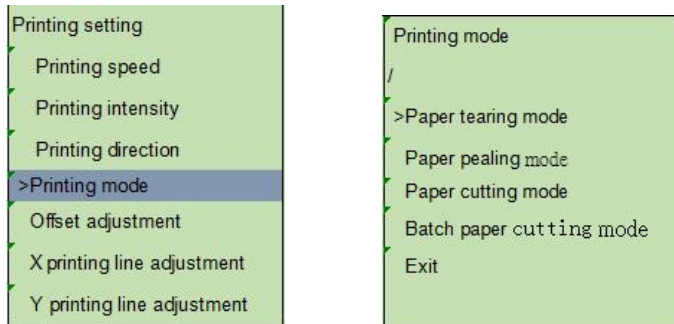 Printing setting
Printing speed
Printing intensity
Printing direction
>Printing mode
Offset adjustment
X printing line adjustment
Y printing line adjustment
Printing mode
/
>Paper tearing mode
Paper pealing mode
Paper cutting mode
Batch paper cutting mode
Exit